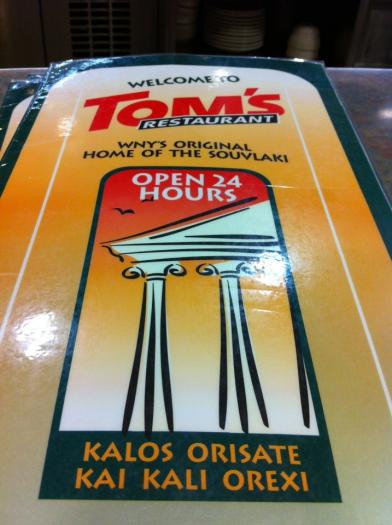 WELCOME TO
TOM'S
RESTAURANT
WNY'S ORIGINAL
HOME OF THE SOUVLAKI
OPEN 24
HOURS
KALOS ORISATE
KAI KALI OREXI